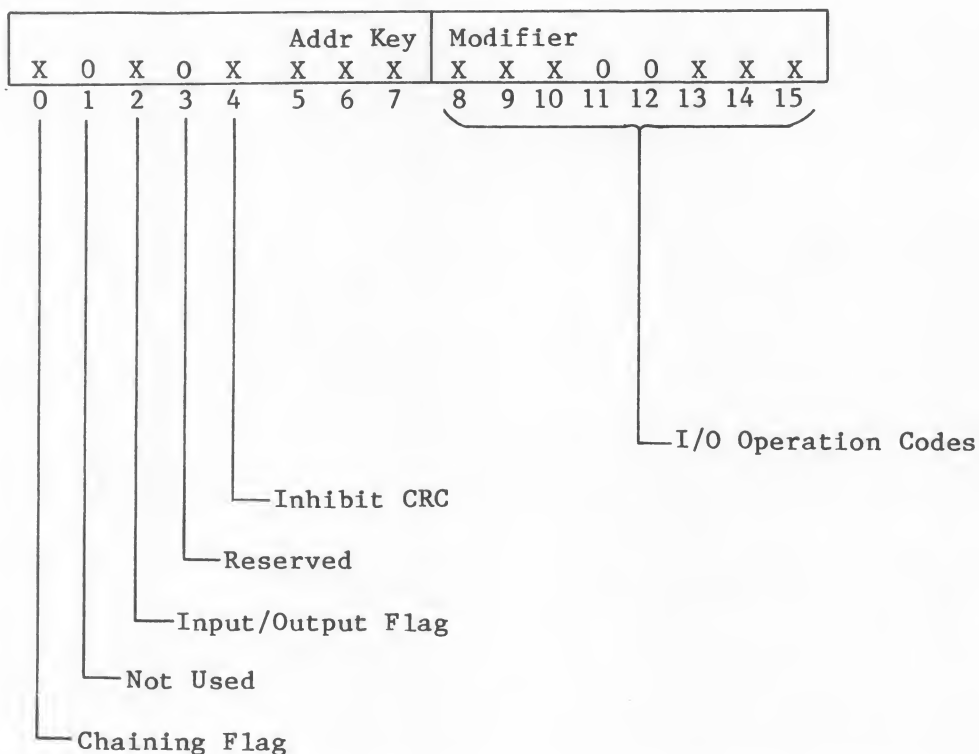 Addr Key Modifier
X 0 X 0 X X X X X X X 0 0 X X X
0 1 2 3 4 5 6 7 8 9 10 11 12 13 14 15
I/O Operation Codes
Inhibit CRC
Reserved
Input/Output Flag
Not Used
Chaining Flag